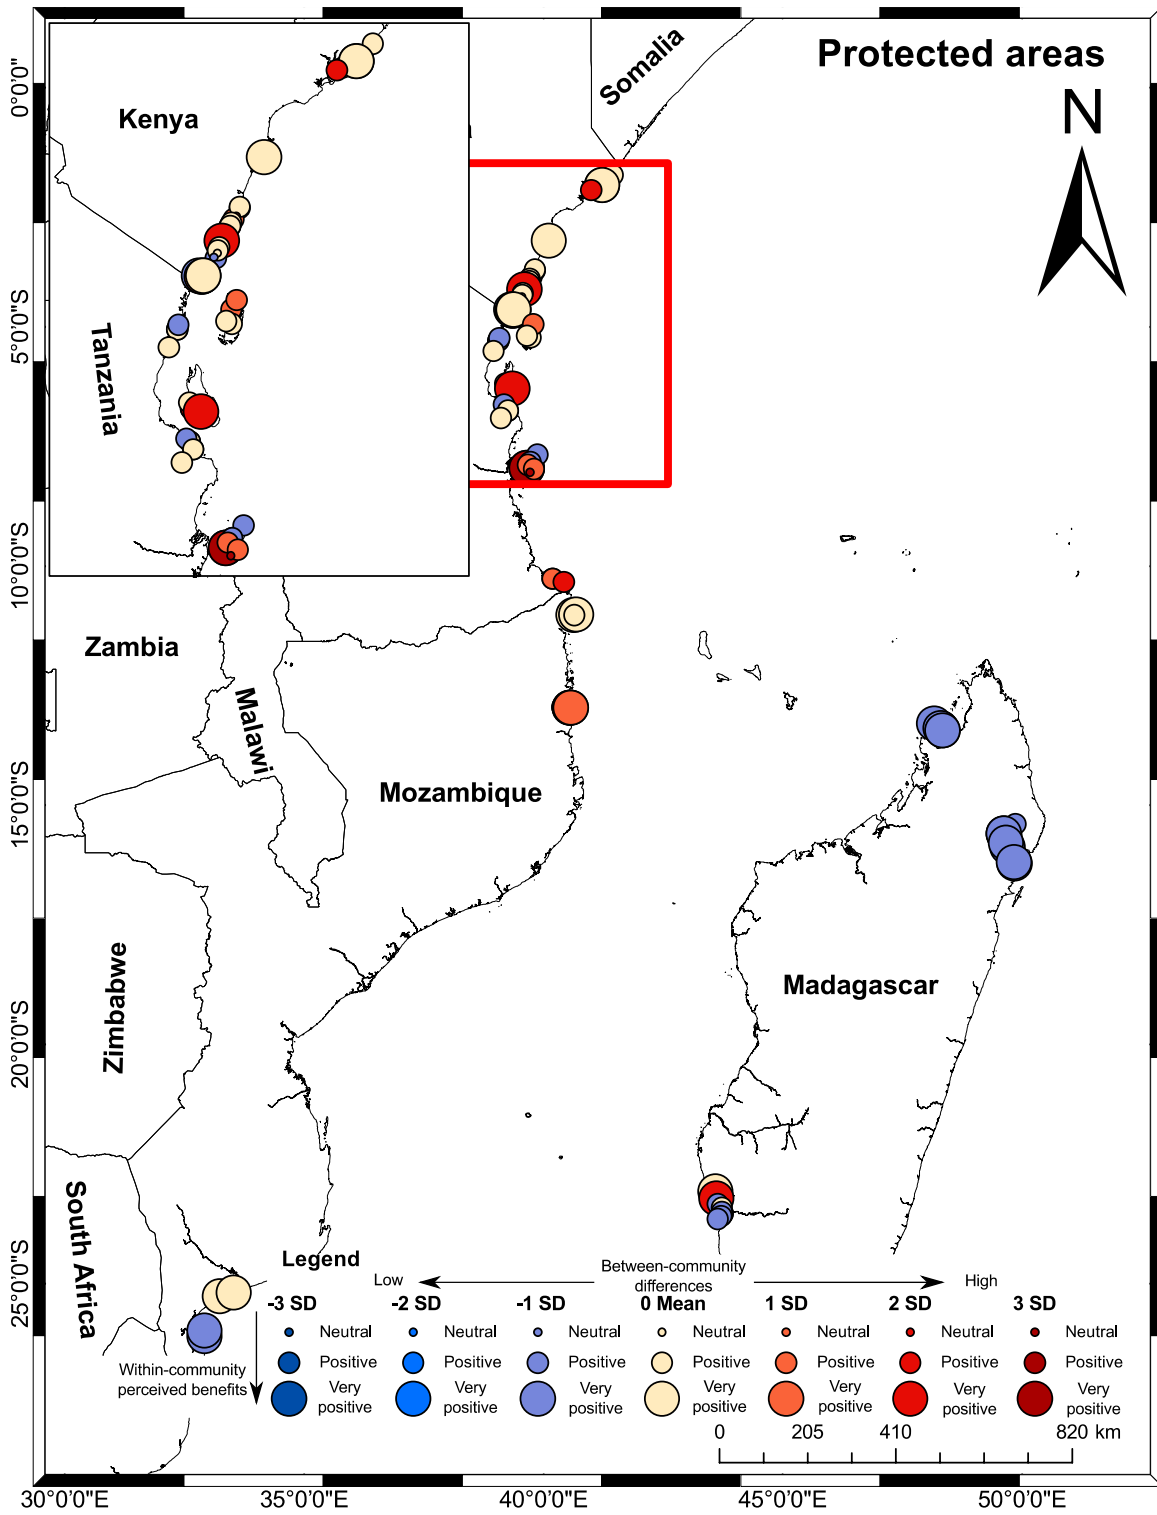 Protected areas
N
Somalia
Kenya
Tanzania
Zambia
Malawi
Mozambique
Zimbabwe
Madagascar
South Africa
0°0'0"
5°0'0"S
10°0'0"S
15°0'0"S
20°0'0"S
25°0'0"S
Legend
Low
Between-community
differences
High
-3 SD
-2 SD
-1 SD
0 Mean
1 SD
2 SD
3 SD
Neutral
Neutral
Neutral
Neutral
Neutral
Neutral
Neutral
Within-community
perceived benefits
Positive
Positive
Positive
Positive
Positive
Positive
Positive
Very
positive
Very
positive
Very
positive
Very
positive
Very
positive
Very
positive
Very
positive
0 205 410 820 km
30°0'0"E 35°0'0"E 40°0'0"E 45°0'0"E 50°0'0"E